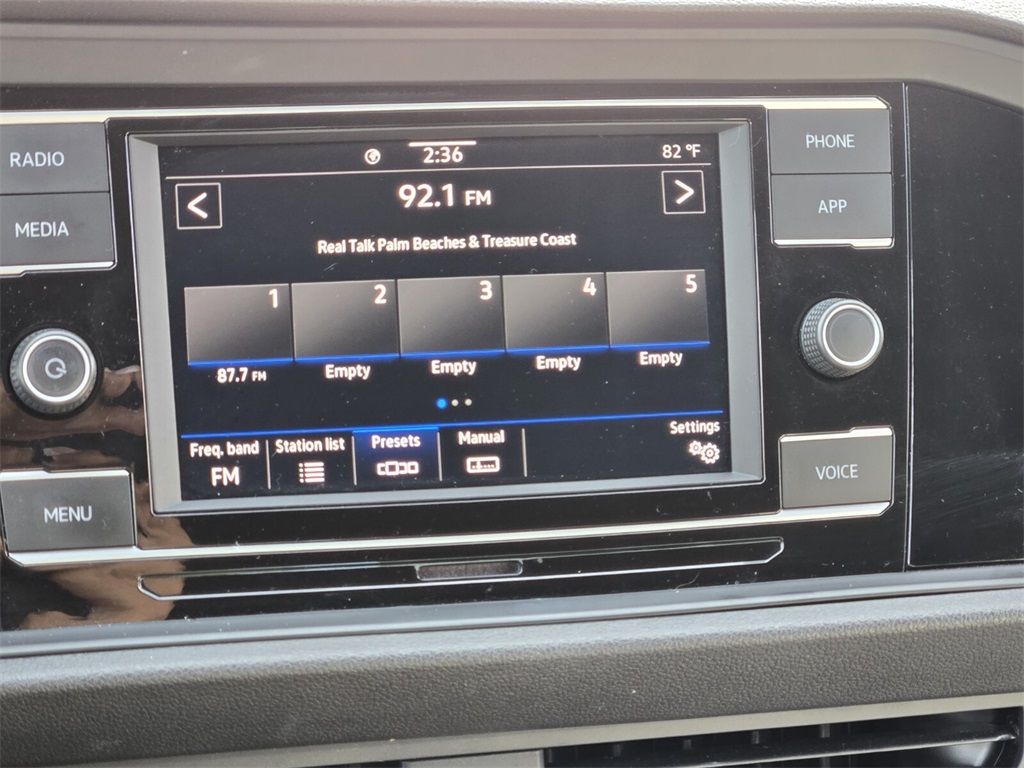 RADIO
MEDIA
MENU
2:36
82 °F
<
92.1 FM
>
Real Talk Palm Beaches & Treasure Coast
1 2 3 4 5
87.7 FM Empty Empty Empty Empty
Freq. band Station list Presets Manual Settings
FM
PHONE
APP
VOICE